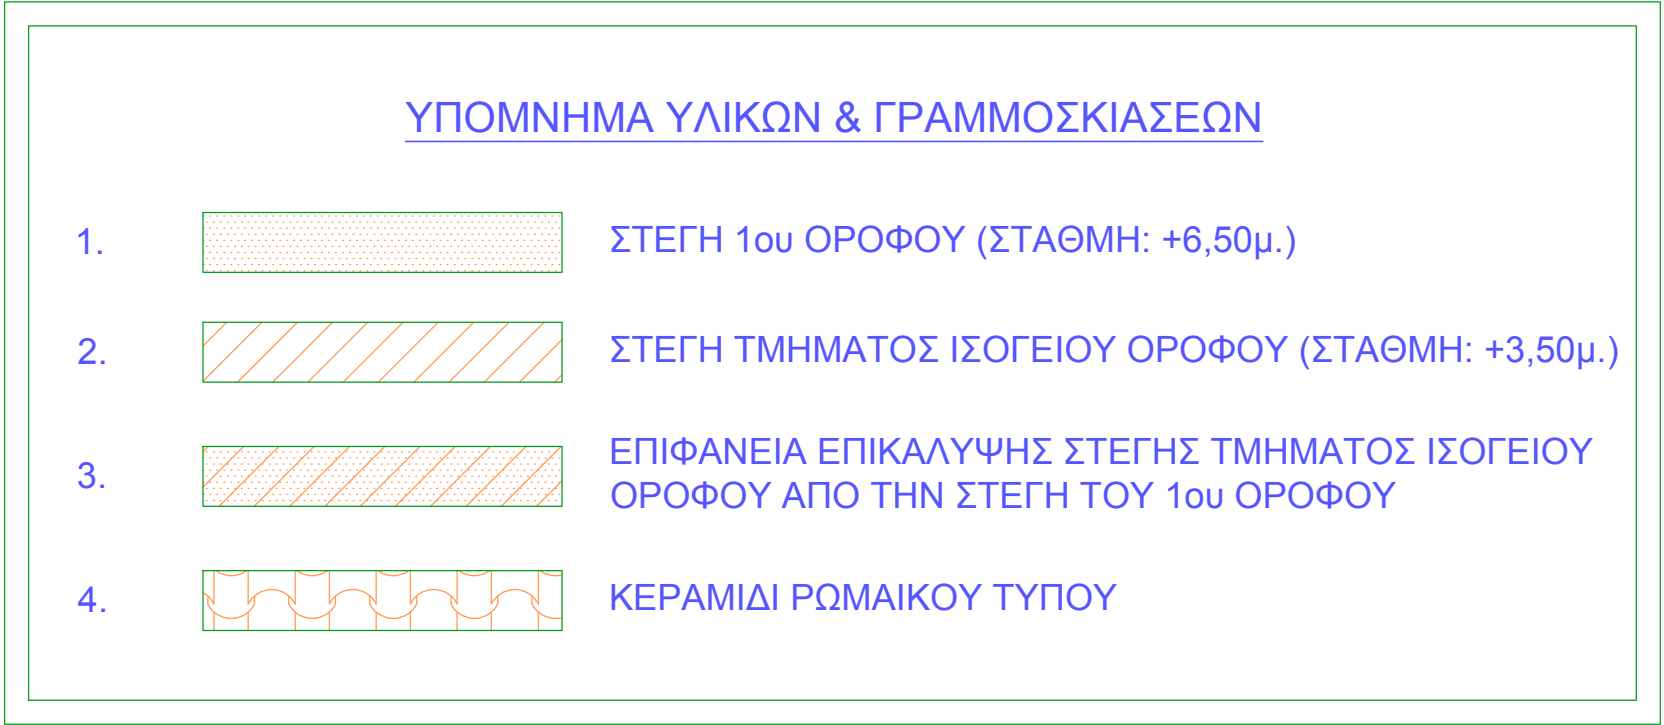 ΥΠΟΜΝΗΜΑ ΥΛΙΚΩΝ & ΓΡΑΜΜΟΣΚΙΑΣΕΩΝ
1. ΣΤΕΓΗ 1ου ΟΡΟΦΟΥ (ΣΤΑΘΜΗ: +6,50μ.)
2. ΣΤΕΓΗ ΤΜΗΜΑΤΟΣ ΙΣΟΓΕΙΟΥ ΟΡΟΦΟΥ (ΣΤΑΘΜΗ: +3,50μ.)
3. ΕΠΙΦΑΝΕΙΑ ΕΠΙΚΑΛΥΨΗΣ ΣΤΕΓΗΣ ΤΜΗΜΑΤΟΣ ΙΣΟΓΕΙΟΥ
ΟΡΟΦΟΥ ΑΠΟ ΤΗΝ ΣΤΕΓΗ ΤΟΥ 1ου ΟΡΟΦΟΥ
4. ΚΕΡΑΜΙΔΙ ΡΩΜΑΙΚΟΥ ΤΥΠΟΥ